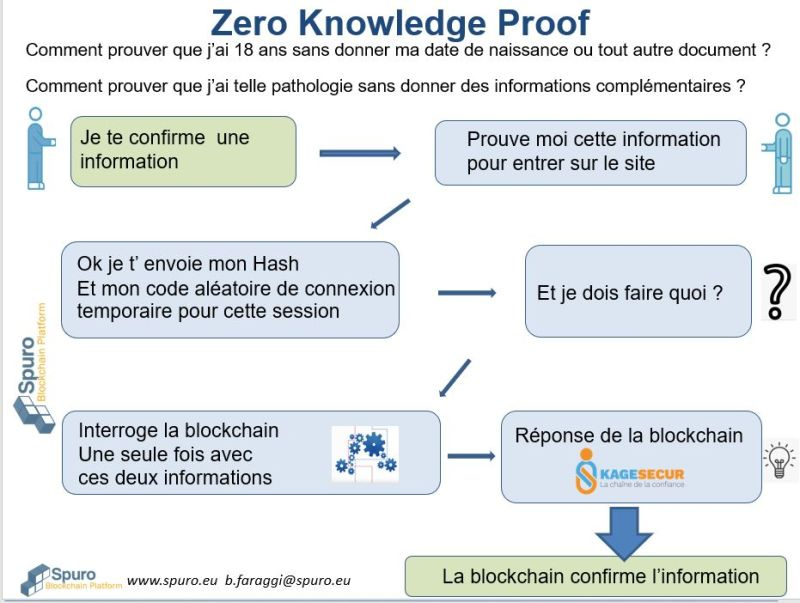 Zero Knowledge Proof
Comment prouver que j'ai 18 ans sans donner ma date de naissance ou tout autre document ?
Comment prouver que j'ai telle pathologie sans donner des informations complémentaires ?
Je te confirme une
information
Prouve moi cette information
pour entrer sur le site
Ok je t' envoie mon Hash
Et mon code aléatoire de connexion
temporaire pour cette session
Et je dois faire quoi ?
?
Spuro
Blockchain Platform
Interroge la blockchain
Une seule fois avec
ces deux informations
Réponse de la blockchain
KAGESECUR
La chaîne de la confiance
La blockchain confirme l'information
Spuro
Blockchain Platform
www.spuro.eu b.faraggi@spuro.eu